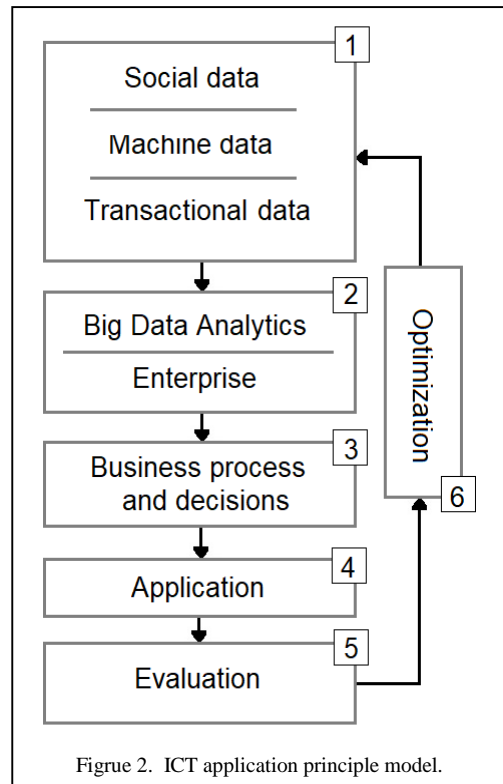 1
Social data
Machine data
Transactional data
2
Big Data Analytics
Enterprise
3
Business process
and decisions
4
Application
5
Evaluation
Optimization
6
Figrue 2. ICT application principle model.